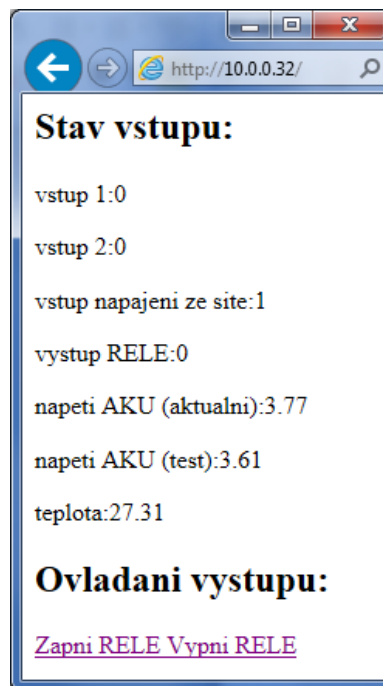 http://10.0.0.32/
Stav vstupu:
vstup 1:0
vstup 2:0
vstup napajeni ze site:1
vystup RELE:0
napeti AKU (aktualni):3.77
napeti AKU (test):3.61
teplota:27.31
Ovladani vystupu:
Zapni RELE Vypni RELE